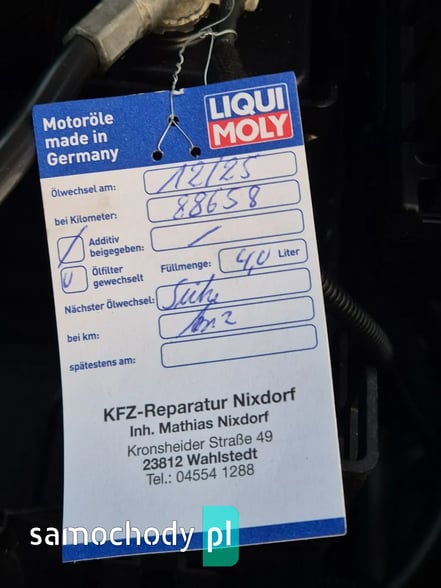 Motoröle
made in
Germany
LIQUI
MOLY
Ölwechsel am: 12/25
bei Kilometer: 88658
Additiv
beigegeben: /
Ölfilter
gewechselt
Füllmenge: 4,0 Liter
Nächster Ölwechsel: Siehe
bei km:
spätestens am:
KFZ-Reparatur Nixdorf
Inh. Mathias Nixdorf
Kronsheider Straße 49
23812 Wahlstedt
Tel.: 04554 1288
samochody pl